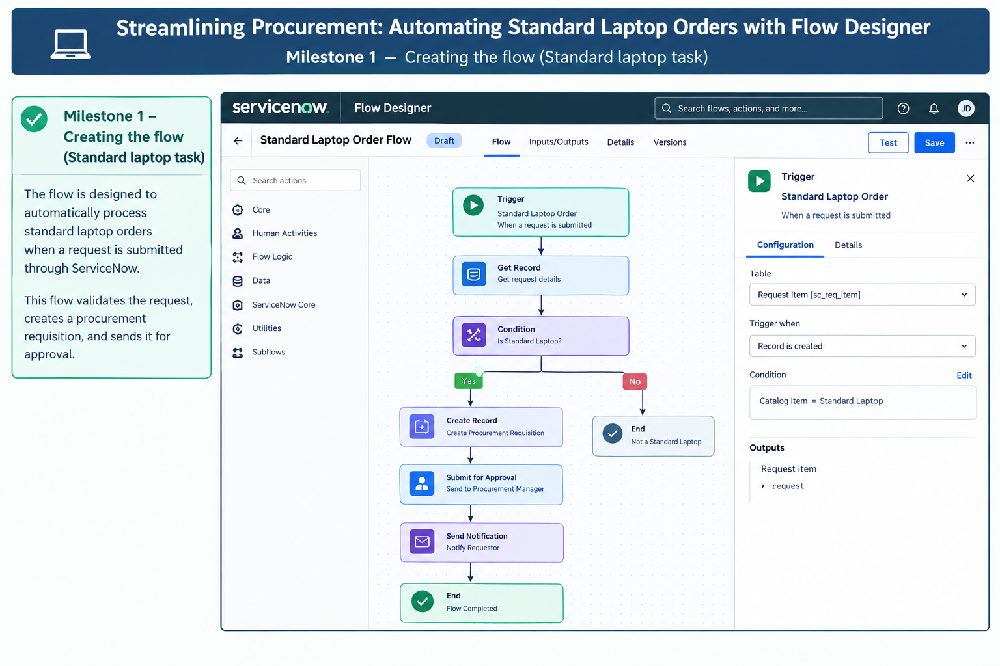 Streamlining Procurement: Automating Standard Laptop Orders with Flow Designer
Milestone 1 – Creating the flow (Standard laptop task)
Milestone 1 –
Creating the flow
(Standard laptop task)
The flow is designed to
automatically process
standard laptop orders
when a request is submitted
through ServiceNow.
This flow validates the request,
creates a procurement
requisition, and sends it for
approval.
servicenow.
Flow Designer
Search flows, actions, and more...
JD
Standard Laptop Order Flow
Draft
Flow
Inputs/Outputs
Details
Versions
Test
Save
Search actions
Core
Human Activities
Flow Logic
Data
ServiceNow Core
Utilities
Subflows
Trigger
Standard Laptop Order
When a request is submitted
Get Record
Get request details
Condition
Is Standard Laptop?
Yes
No
Create Record
Create Procurement Requisition
End
Not a Standard Laptop
Submit for Approval
Send to Procurement Manager
Send Notification
Notify Requestor
End
Flow Completed
Trigger
Standard Laptop Order
When a request is submitted
Configuration
Details
Table
Request Item [sc_req_item]
Trigger when
Record is created
Condition
Edit
Catalog Item = Standard Laptop
Outputs
Request item
request